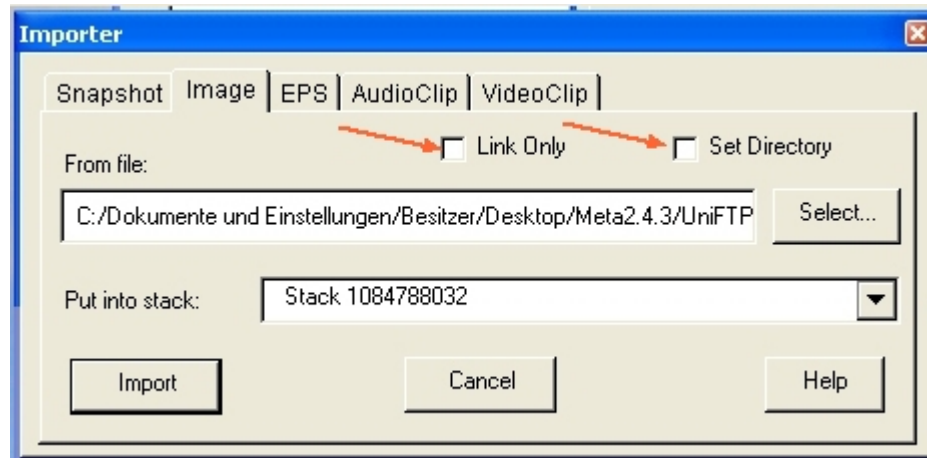 Importer
Snapshot Image EPS AudioClip VideoClip
Link Only Set Directory
From file:
C:/Dokumente und Einstellungen/Besitzer/Desktop/Meta2.4.3/UniFTP Select...
Put into stack: Stack 1084788032
Import Cancel Help